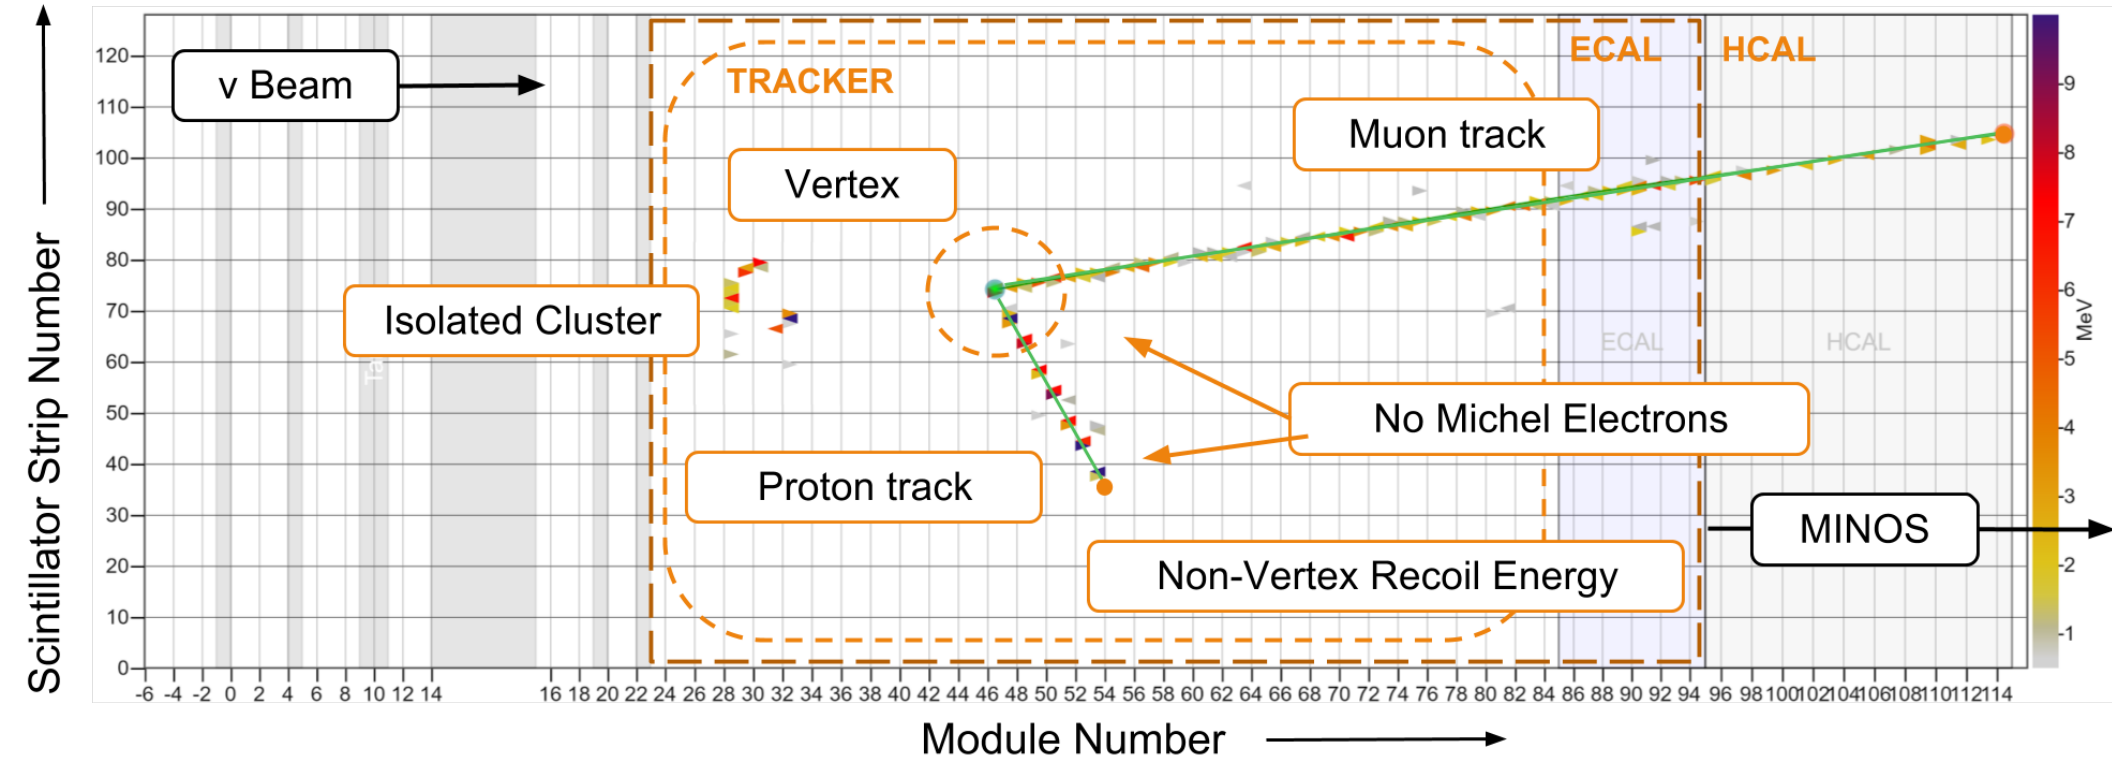 120
110
100
90
80
70
60
50
40
30
20
10
0
Scintillator Strip Number
ν Beam
TRACKER
ECAL
HCAL
Muon track
Vertex
Isolated Cluster
Ta
ECAL
HCAL
No Michel Electrons
Proton track
MINOS
Non-Vertex Recoil Energy
9
8
7
6
5
4
3
2
1
MeV
-6 -4 -2 0 2 4 6 8 10 12 14 16 18 20 22 24 26 28 30 32 34 36 38 40 42 44 46 48 50 52 54 56 58 60 62 64 66 68 70 72 74 76 78 80 82 84 86 88 90 92 94 96 98 100 102 104 106 108 110 112 114
Module Number